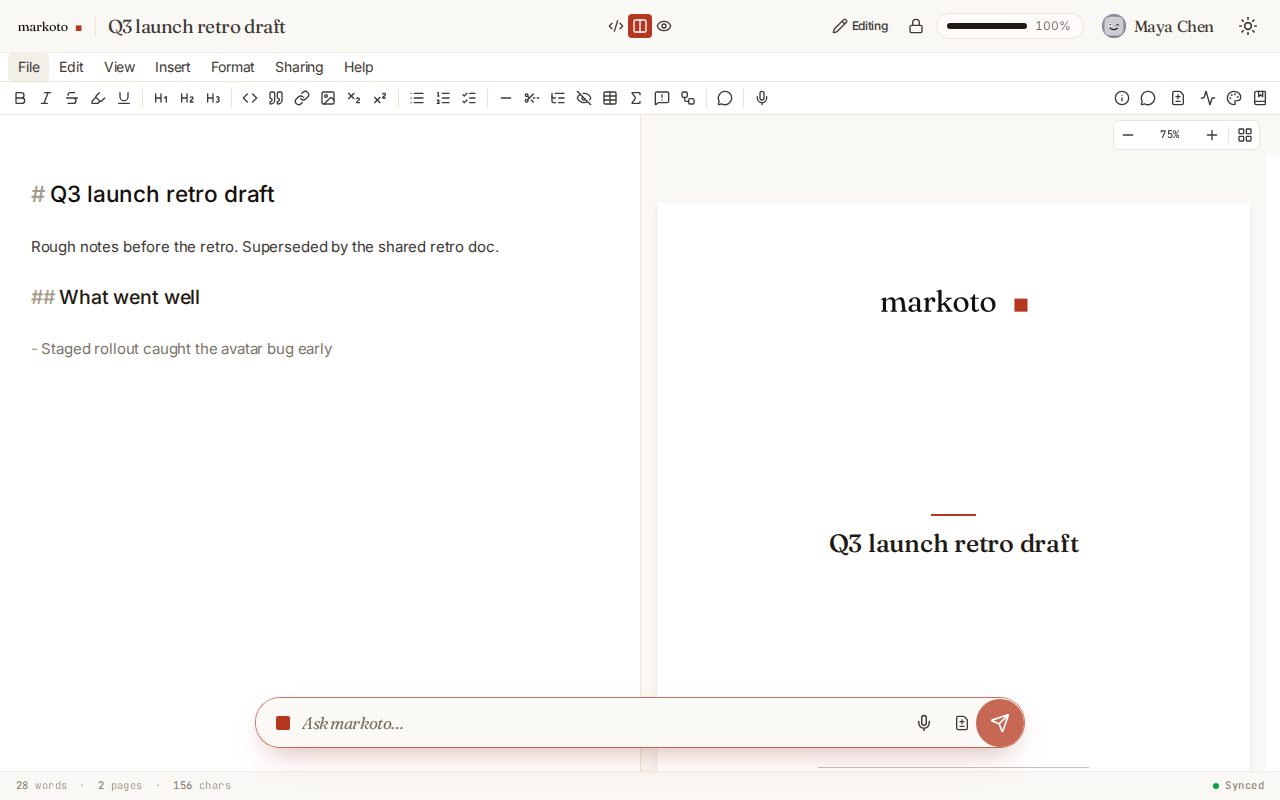 markoto
Q3 launch retro draft
Editing
100%
Maya Chen
File Edit View Insert Format Sharing Help
H1 H2 H3
75%
# Q3 launch retro draft
Rough notes before the retro. Superseded by the shared retro doc.
## What went well
- Staged rollout caught the avatar bug early
markoto
Q3 launch retro draft
Ask markoto...
28 words · 2 pages · 156 chars
Synced